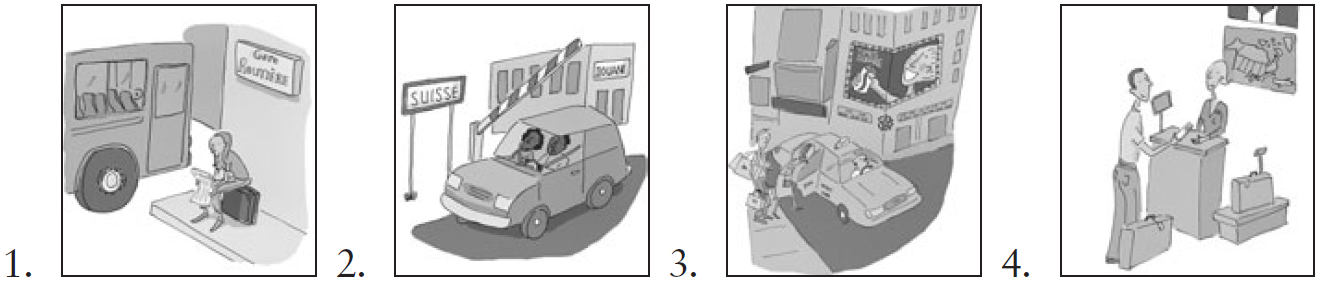 1.
GARE
ROUTIÈRE
2.
SUISSE
DOUANE
3.
4.